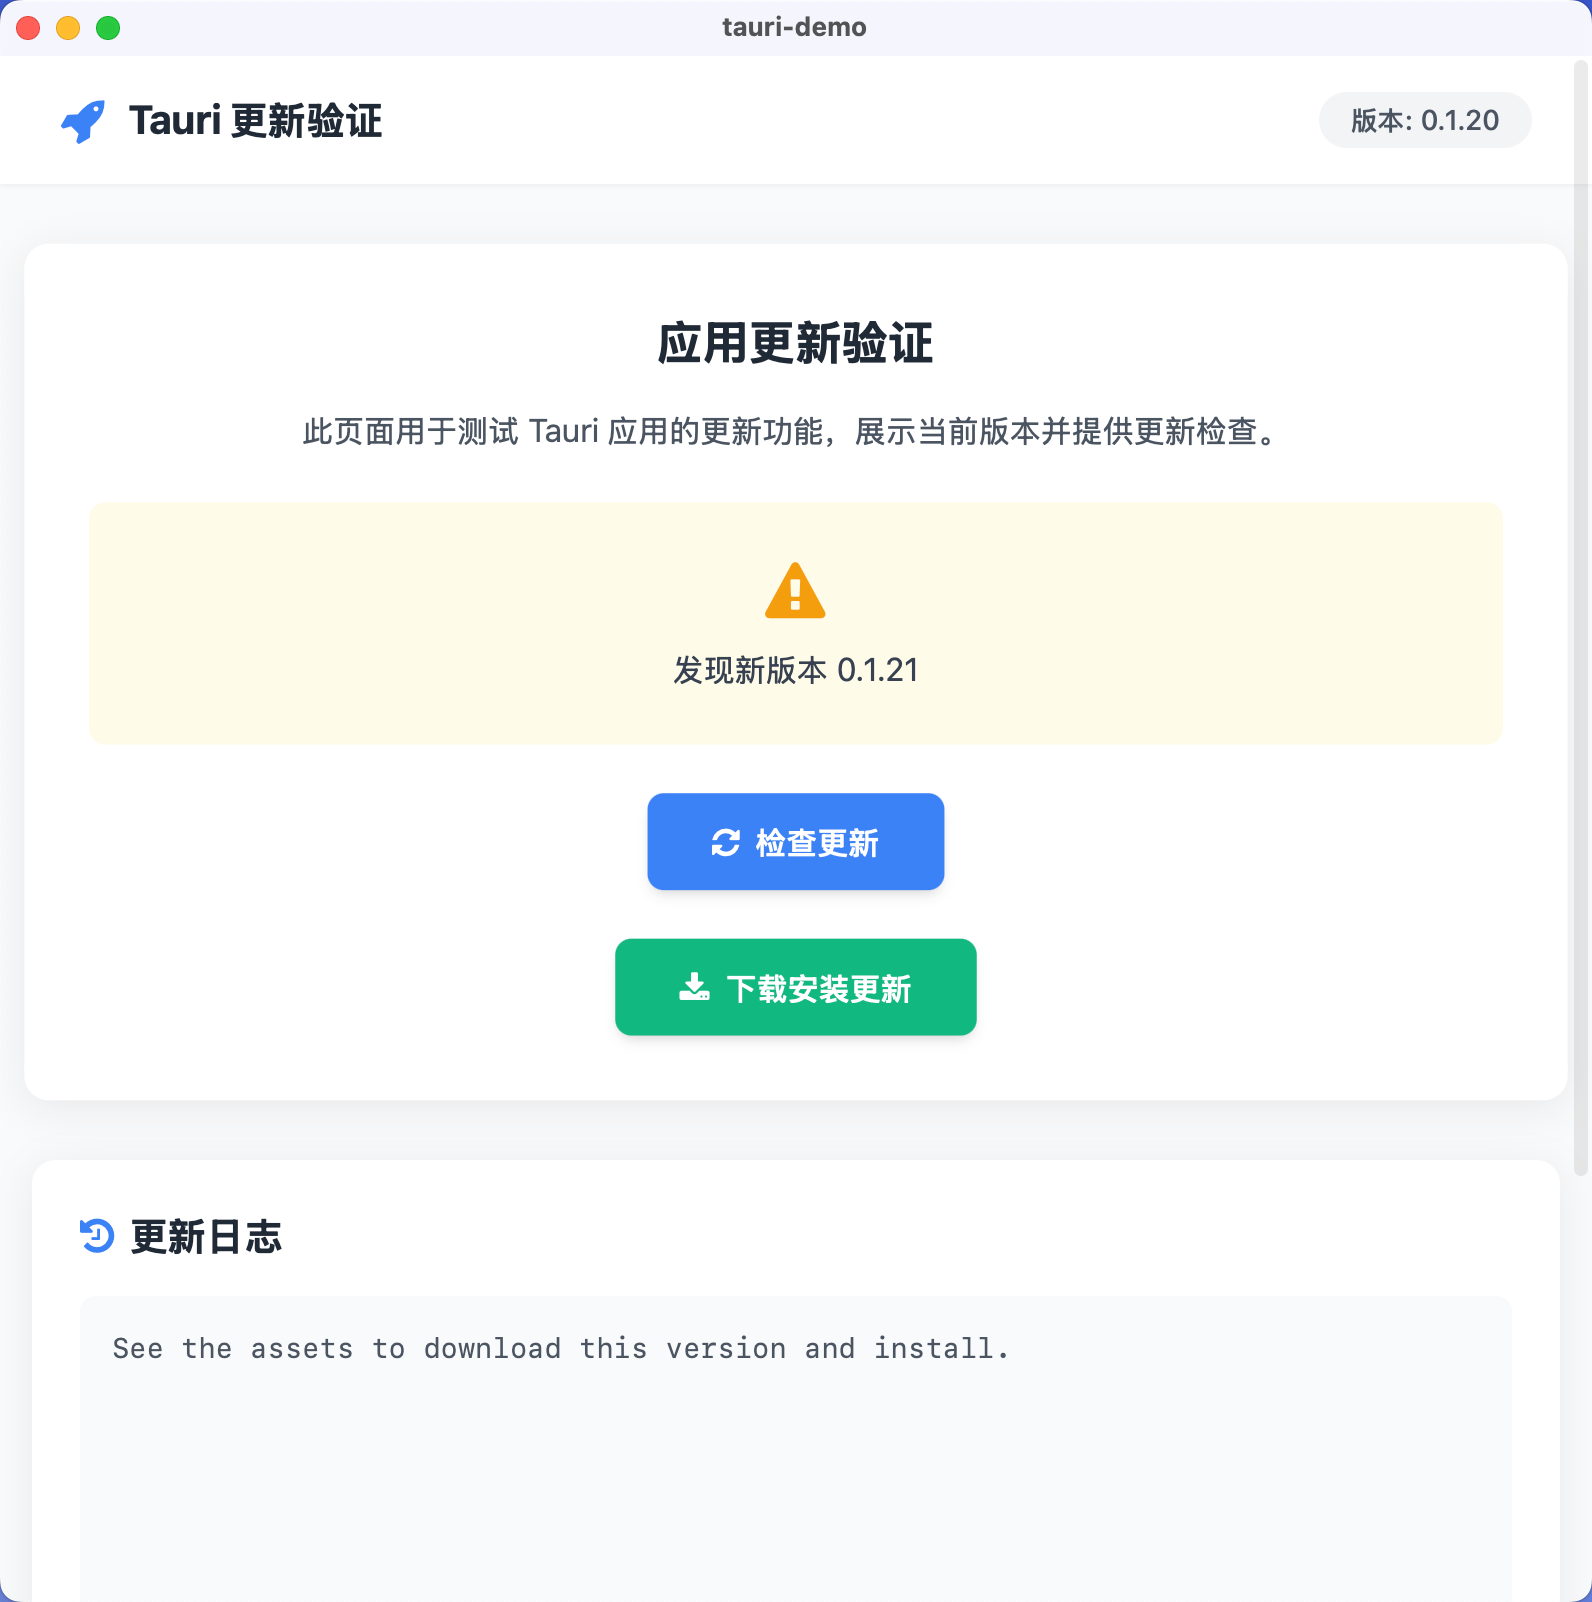 tauri-demo
Tauri 更新验证
版本: 0.1.20
应用更新验证
此页面用于测试 Tauri 应用的更新功能，展示当前版本并提供更新检查。
发现新版本 0.1.21
检查更新
下载安装更新
更新日志
See the assets to download this version and install.